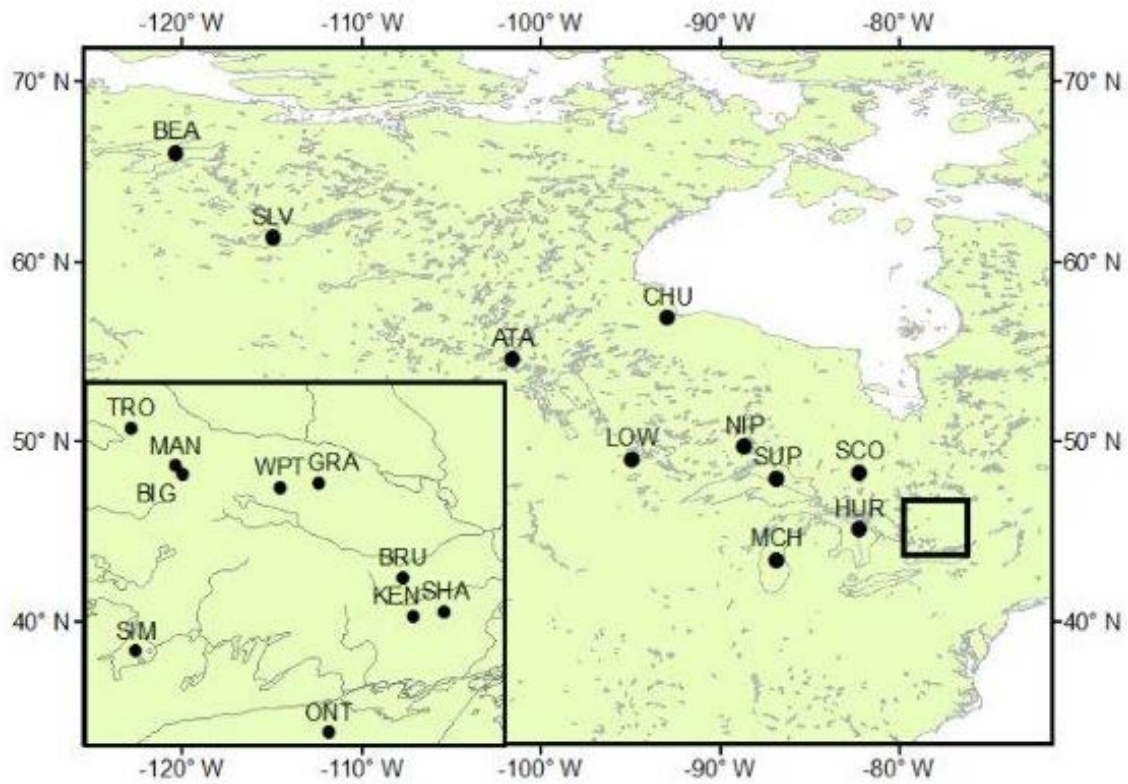 -120° W -110° W -100° W -90° W -80° W
70° N 70° N
BEA
SLV
60° N 60° N
CHU
ATA
TRO
50° N 50° N
MAN
LOW NIP SCO
WPT GRA
SUP
BIG
HUR
MCH
BRU
KEN SHA
40° N 40° N
SIM
ONT
-120° W -110° W -100° W -90° W -80° W